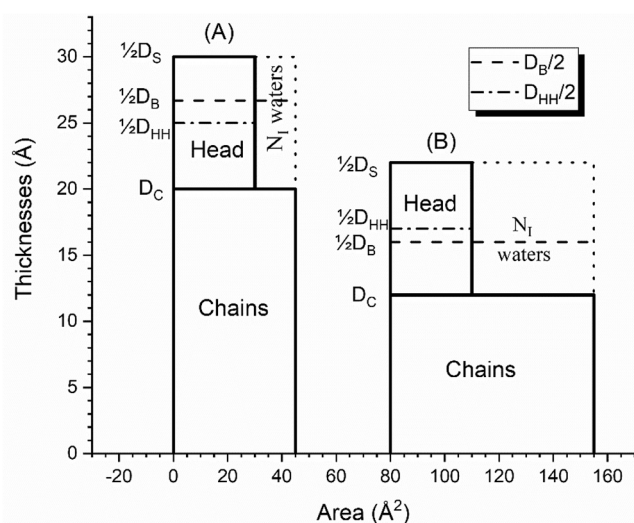 (A)
½D_S
½D_B
½D_HH
D_C
Head
N_I waters
Chains
D_B/2
D_HH/2
(B)
½D_S
½D_HH
½D_B
D_C
Head
N_I
waters
Chains
Thicknesses (Å)
30
25
20
15
10
5
0
-20 0 20 40 60 80 100 120 140 160
Area (Å²)